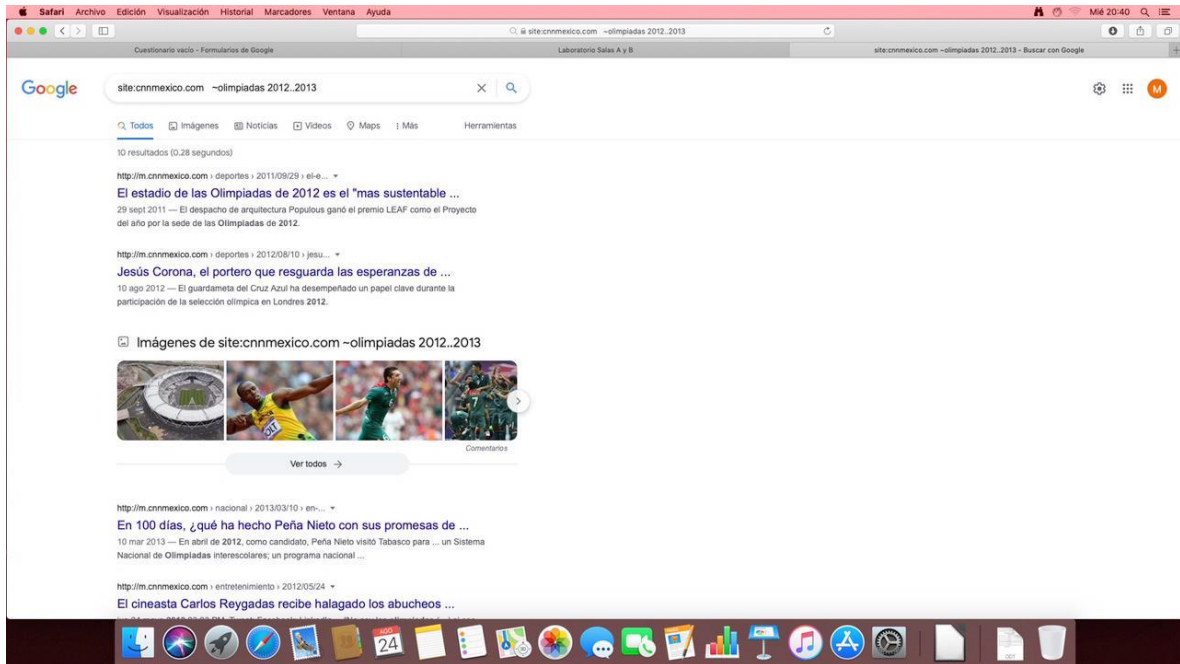 Safari Archivo Edición Visualización Historial Marcadores Ventana Ayuda Mié 20:40
site:cnnmexico.com ~olimpiadas 2012..2013
Cuestionario vacío - Formularios de Google Laboratorio Salas A y B site:cnnmexico.com ~olimpiadas 2012..2013 - Buscar con Google
Google site:cnnmexico.com ~olimpiadas 2012..2013 M
Todos Imágenes Noticias Videos Maps Más Herramientas
10 resultados (0.28 segundos)
http://m.cnnmexico.com › deportes › 2011/09/29 › el-e...
El estadio de las Olimpiadas de 2012 es el "mas sustentable ...
29 sept 2011 — El despacho de arquitectura Populous ganó el premio LEAF como el Proyecto
del año por la sede de las Olimpiadas de 2012.
http://m.cnnmexico.com › deportes › 2012/08/10 › jesu...
Jesús Corona, el portero que resguarda las esperanzas de ...
10 ago 2012 — El guardameta del Cruz Azul ha desempeñado un papel clave durante la
participación de la selección olímpica en Londres 2012.
Imágenes de site:cnnmexico.com ~olimpiadas 2012..2013
BOLT
7
Comentarios
Ver todos
http://m.cnnmexico.com › nacional › 2013/03/10 › en-...
En 100 días, ¿qué ha hecho Peña Nieto con sus promesas de ...
10 mar 2013 — En abril de 2012, como candidato, Peña Nieto visitó Tabasco para ... un Sistema
Nacional de Olimpiadas interescolares; un programa nacional ...
http://m.cnnmexico.com › entretenimiento › 2012/05/24
El cineasta Carlos Reygadas recibe halagado los abucheos ...
AGO
24
ODT